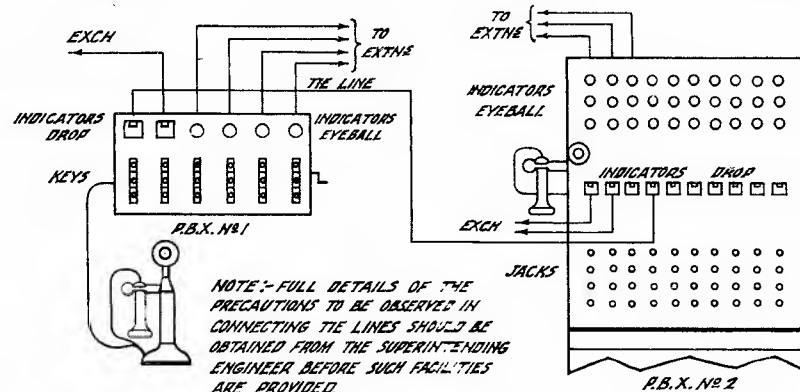 EXCH
TO
EXTNS
TIE LINE
INDICATORS
DROP
INDICATORS
EYEBALL
KEYS
P.B.X. Nº 1
NOTE:- FULL DETAILS OF THE
PRECAUTIONS TO BE OBSERVED IN
CONNECTING TIE LINES SHOULD BE
OBTAINED FROM THE SUPERINTENDING
ENGINEER BEFORE SUCH FACILITIES
ARE PROVIDED
TO
EXTNS
INDICATORS
EYEBALL
INDICATORS DROP
EXCH
JACKS
P.B.X. Nº 2